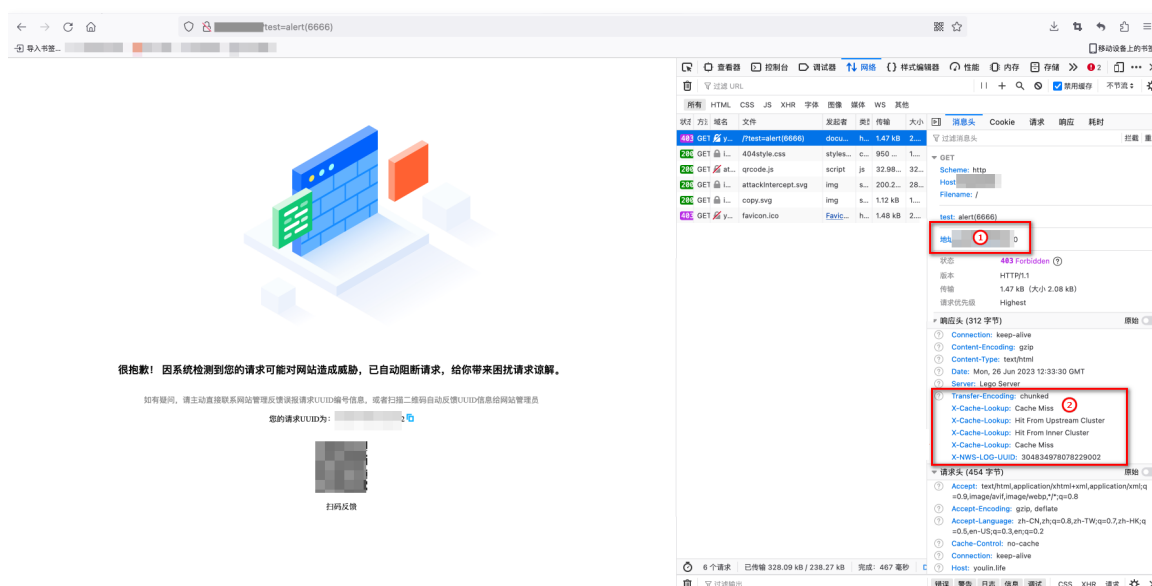 ?test=alert(6666)
导入书签...
移动设备上的书签
查看器 控制台 调试器 网络 样式编辑器 性能 内存 存储 2
过滤 URL
禁用缓存 不节流
所有 HTML CSS JS XHR 字体 图像 媒体 WS 其他
状态 方法 域名 文件 发起者 类型 传输 大小
消息头 Cookie 请求 响应 耗时
403 GET y... /?test=alert(6666) docu... h... 1.47 kB 2....
200 GET i... 404style.css styles... c... 950 ... 1....
200 GET at... qrcode.js script js 32.98... 32...
200 GET i... attackIntercept.svg img s... 200.2... 28...
200 GET i... copy.svg img s... 1.12 kB 1....
403 GET y... favicon.ico Favic... h... 1.48 kB 2....
过滤消息头 拦截
GET
Scheme: http
Host
Filename: /
test: alert(6666)
地址 0
1
状态 403 Forbidden
版本 HTTP/1.1
传输 1.47 kB（大小 2.08 kB）
请求优先级 Highest
响应头 (312 字节) 原始
Connection: keep-alive
Content-Encoding: gzip
Content-Type: text/html
Date: Mon, 26 Jun 2023 12:33:30 GMT
Server: Lego Server
Transfer-Encoding: chunked
X-Cache-Lookup: Cache Miss
2
X-Cache-Lookup: Hit From Upstream Cluster
X-Cache-Lookup: Hit From Inner Cluster
X-Cache-Lookup: Cache Miss
X-NWS-LOG-UUID: 304834978078229002
请求头 (454 字节) 原始
Accept: text/html,application/xhtml+xml,application/xml;q
=0.9,image/avif,image/webp,*/*;q=0.8
Accept-Encoding: gzip, deflate
Accept-Language: zh-CN,zh;q=0.8,zh-TW;q=0.7,zh-HK;q
=0.5,en-US;q=0.3,en;q=0.2
Cache-Control: no-cache
Connection: keep-alive
Host: youlin.life
很抱歉！ 因系统检测到您的请求可能对网站造成威胁，已自动阻断请求，给你带来困扰请求谅解。
如有疑问，请主动直接联系网站管理反馈误报请求UUID编号信息，或者扫描二维码自动反馈UUID信息给网站管理员
您的请求UUID为： 2
扫码反馈
6 个请求 已传输 328.09 kB / 238.27 kB 完成：467 毫秒
过滤输出
错误 警告 日志 信息 调试 CSS XHR 请求